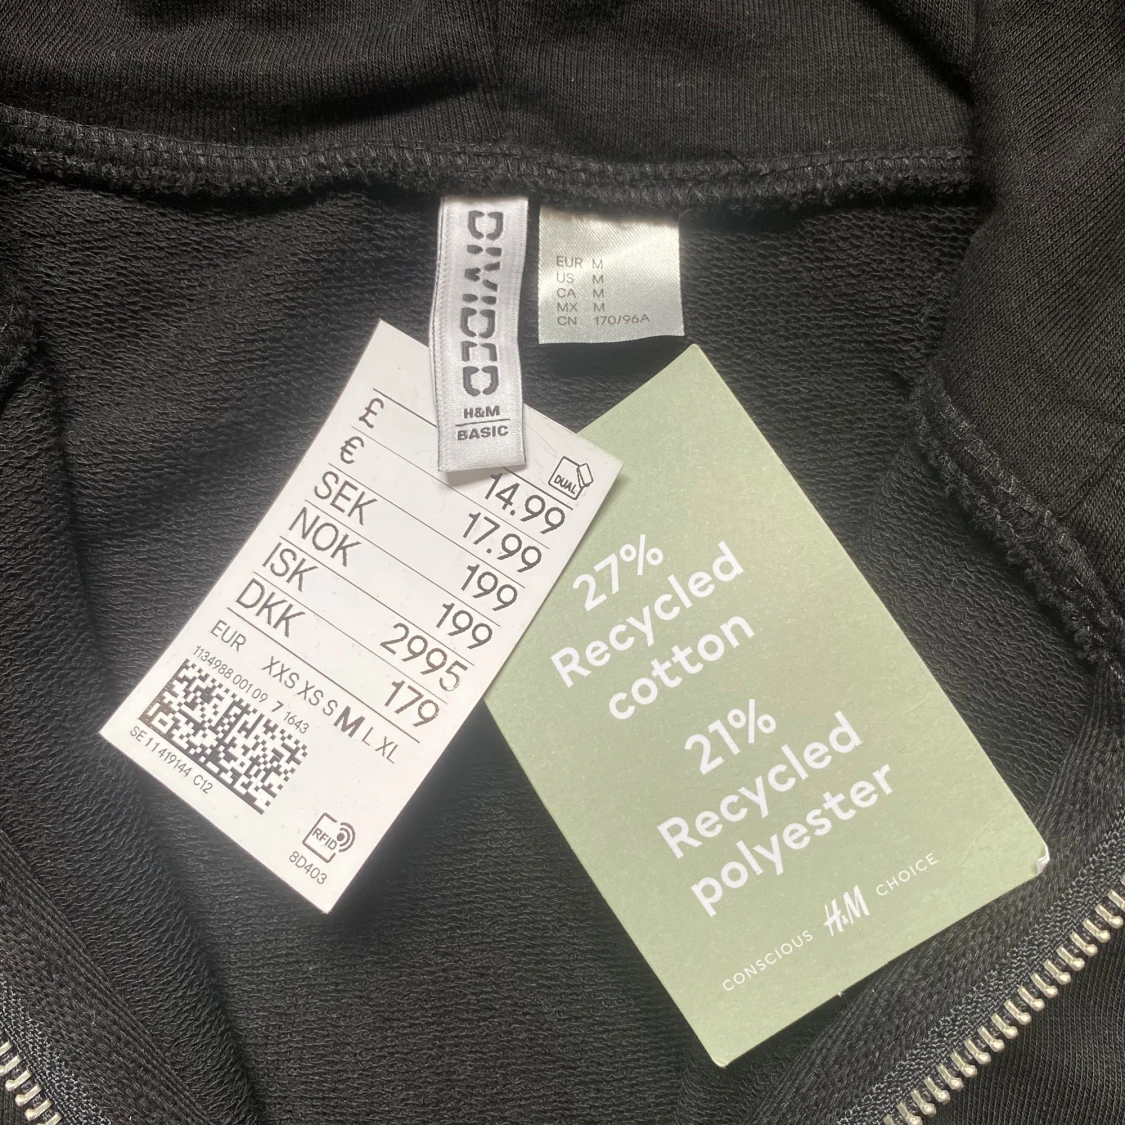 DIVIDED
H&M
BASIC
EUR M
US M
CA M
MX M
CN 170/96A
DUAL
£ 14.99
€ 17.99
SEK 199
NOK 199
ISK 2995
DKK 179
EUR XXS XS S M L XL
1134988 001 09 7 1643
SE 11 419144 C12
RFID
8D403
27%
Recycled
cotton
21%
Recycled
polyester
CONSCIOUS H&M CHOICE